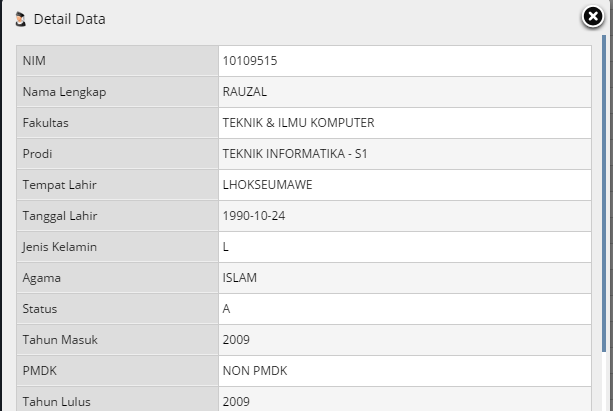 Detail Data
NIM 10109515
Nama Lengkap RAUZAL
Fakultas TEKNIK & ILMU KOMPUTER
Prodi TEKNIK INFORMATIKA - S1
Tempat Lahir LHOKSEUMAWE
Tanggal Lahir 1990-10-24
Jenis Kelamin L
Agama ISLAM
Status A
Tahun Masuk 2009
PMDK NON PMDK
Tahun Lulus 2009